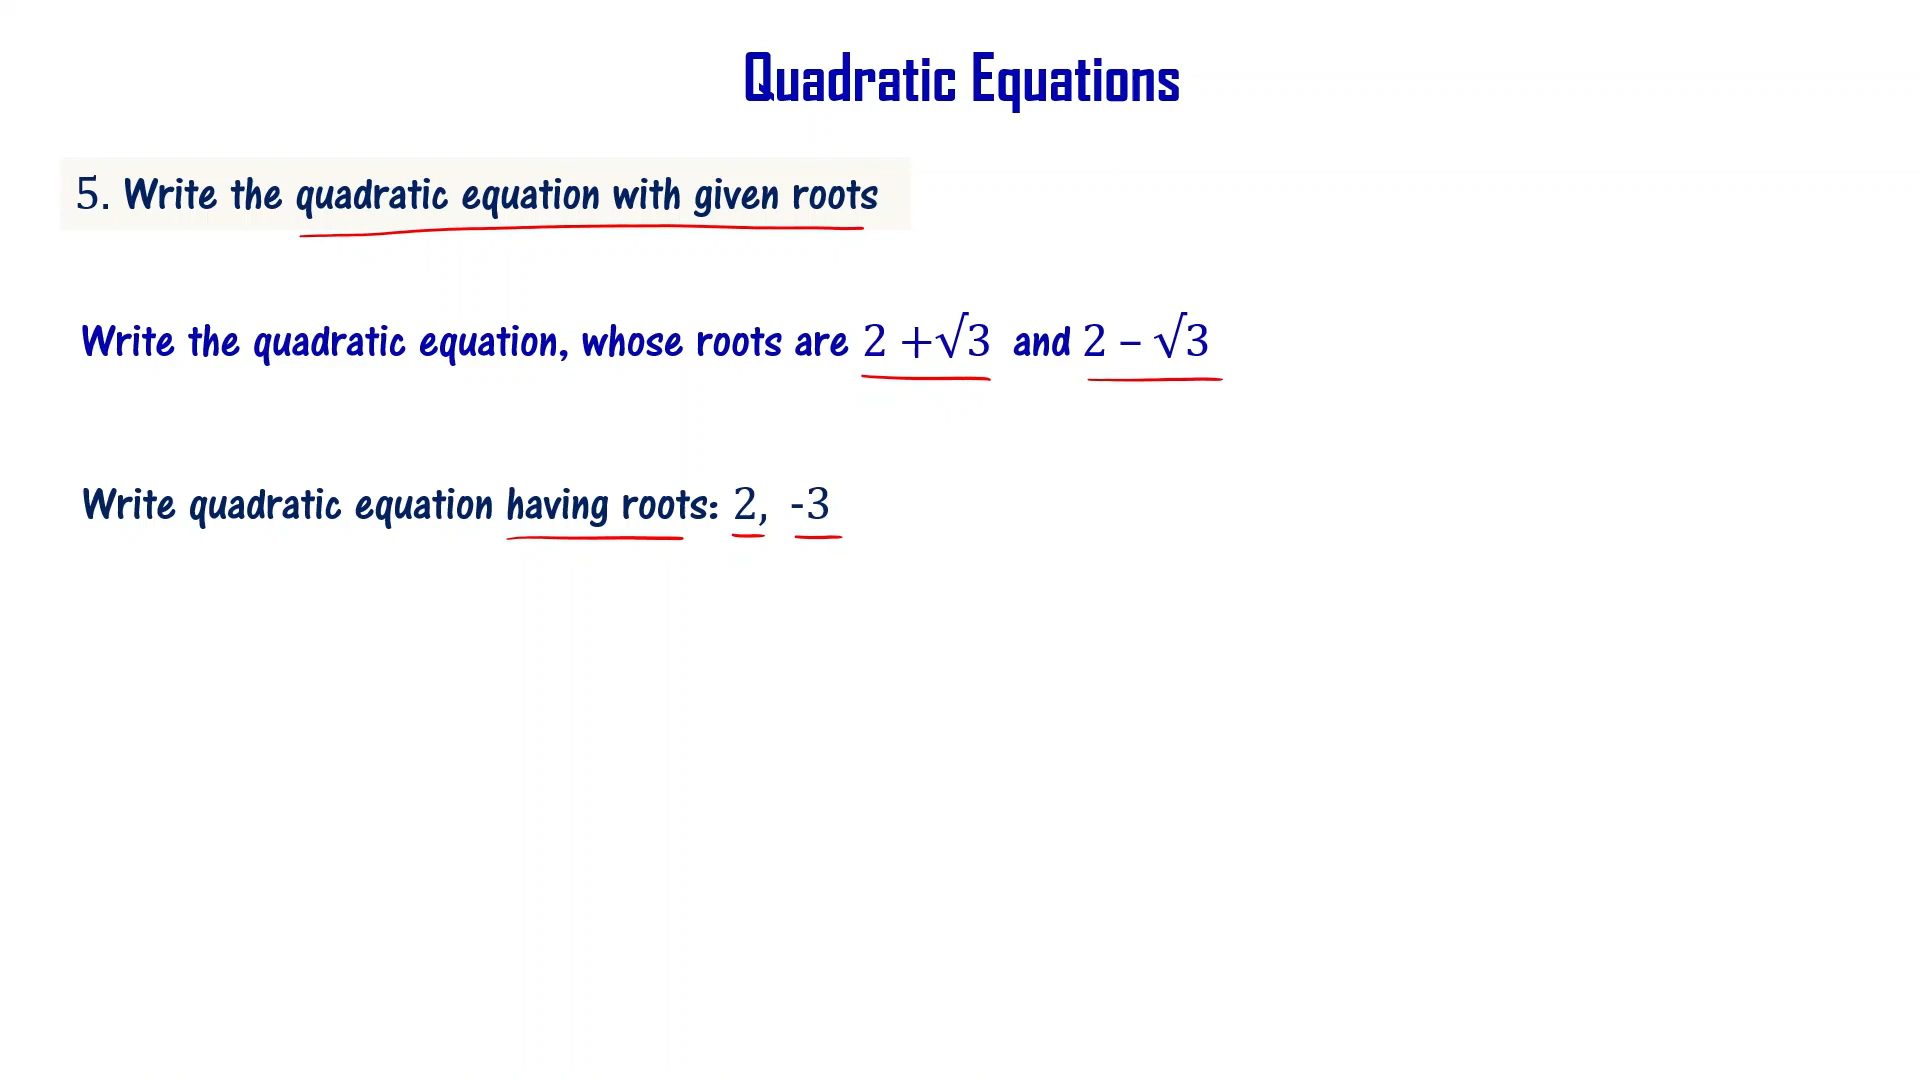 Quadratic Equations
5. Write the quadratic equation with given roots
Write the quadratic equation, whose roots are 2 +√3 and 2 – √3
Write quadratic equation having roots: 2, -3